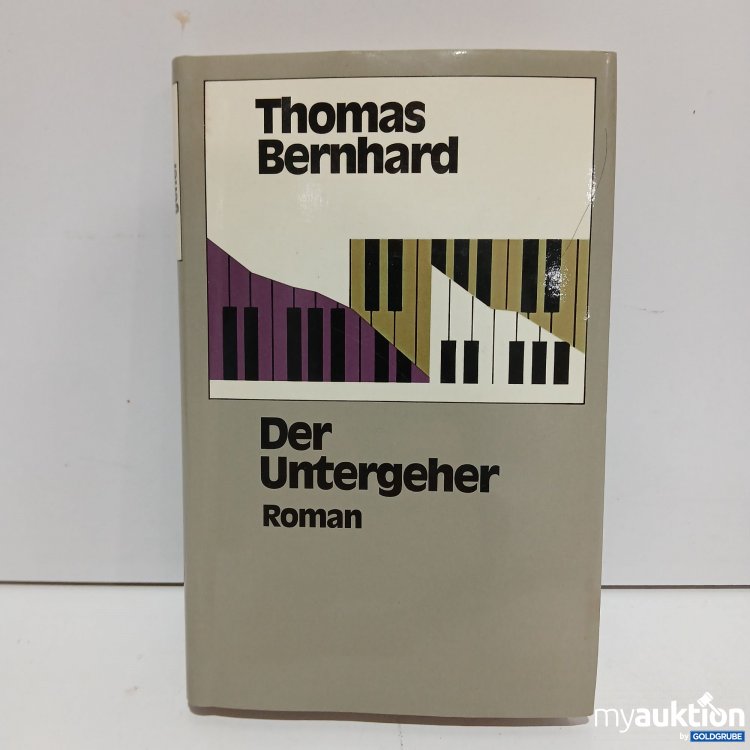 Thomas
Bernhard
Der
Untergeher
Roman
myauktion
by GOLDGRUBE